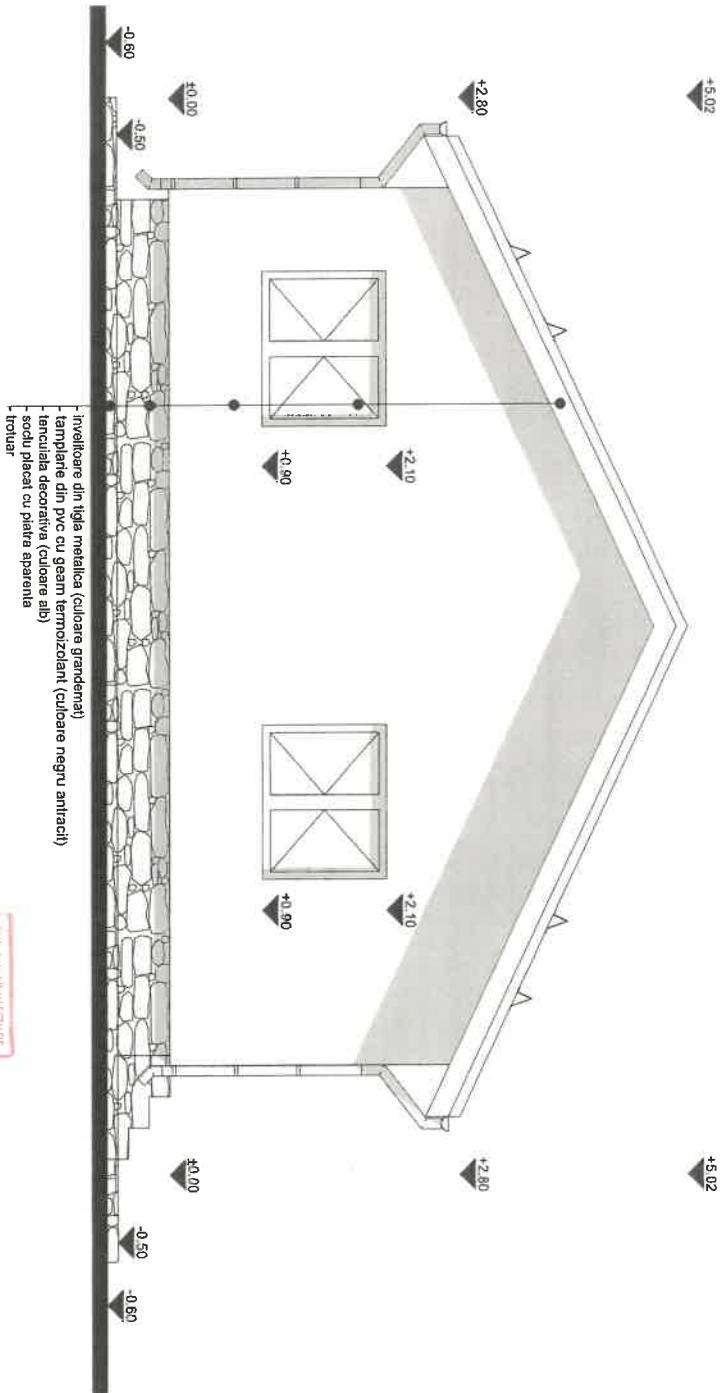 +5.02
+5.02
+2.80
+2.80
+2.10
+2.10
+0.90
+0.90
±0.00
±0.00
-0.50
-0.50
-0.60
-0.60
- invelitoare din tigla metalica (culoare grandemat)
- tamplarie din pvc cu geam termoizolant (culoare negru antracit)
- tencuiala decorativa (culoare alb)
- soclu placat cu piatra aparenta
- trotuar